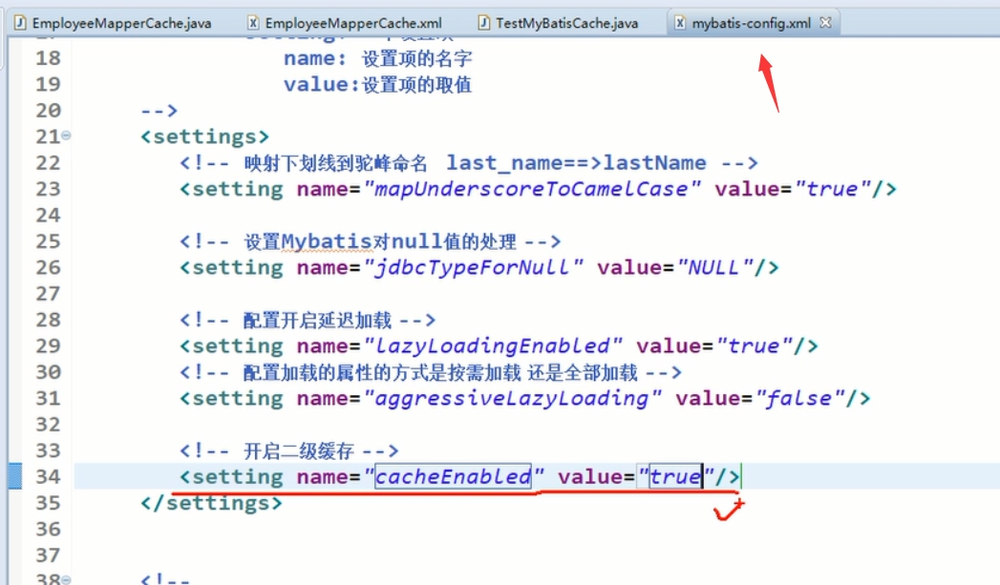 EmployeeMapperCache.java EmployeeMapperCache.xml TestMyBatisCache.java mybatis-config.xml
18 name: 设置项的名字
19 value:设置项的取值
20 -->
21 <settings>
22 <!-- 映射下划线到驼峰命名 last_name==>lastName -->
23 <setting name="mapUnderscoreToCamelCase" value="true"/>
24
25 <!-- 设置Mybatis对null值的处理 -->
26 <setting name="jdbcTypeForNull" value="NULL"/>
27
28 <!-- 配置开启延迟加载 -->
29 <setting name="lazyLoadingEnabled" value="true"/>
30 <!-- 配置加载的属性的方式是按需加载 还是全部加载 -->
31 <setting name="aggressiveLazyLoading" value="false"/>
32
33 <!-- 开启二级缓存 -->
34 <setting name="cacheEnabled" value="true"/>
35 </settings>
36
37
38 <!--